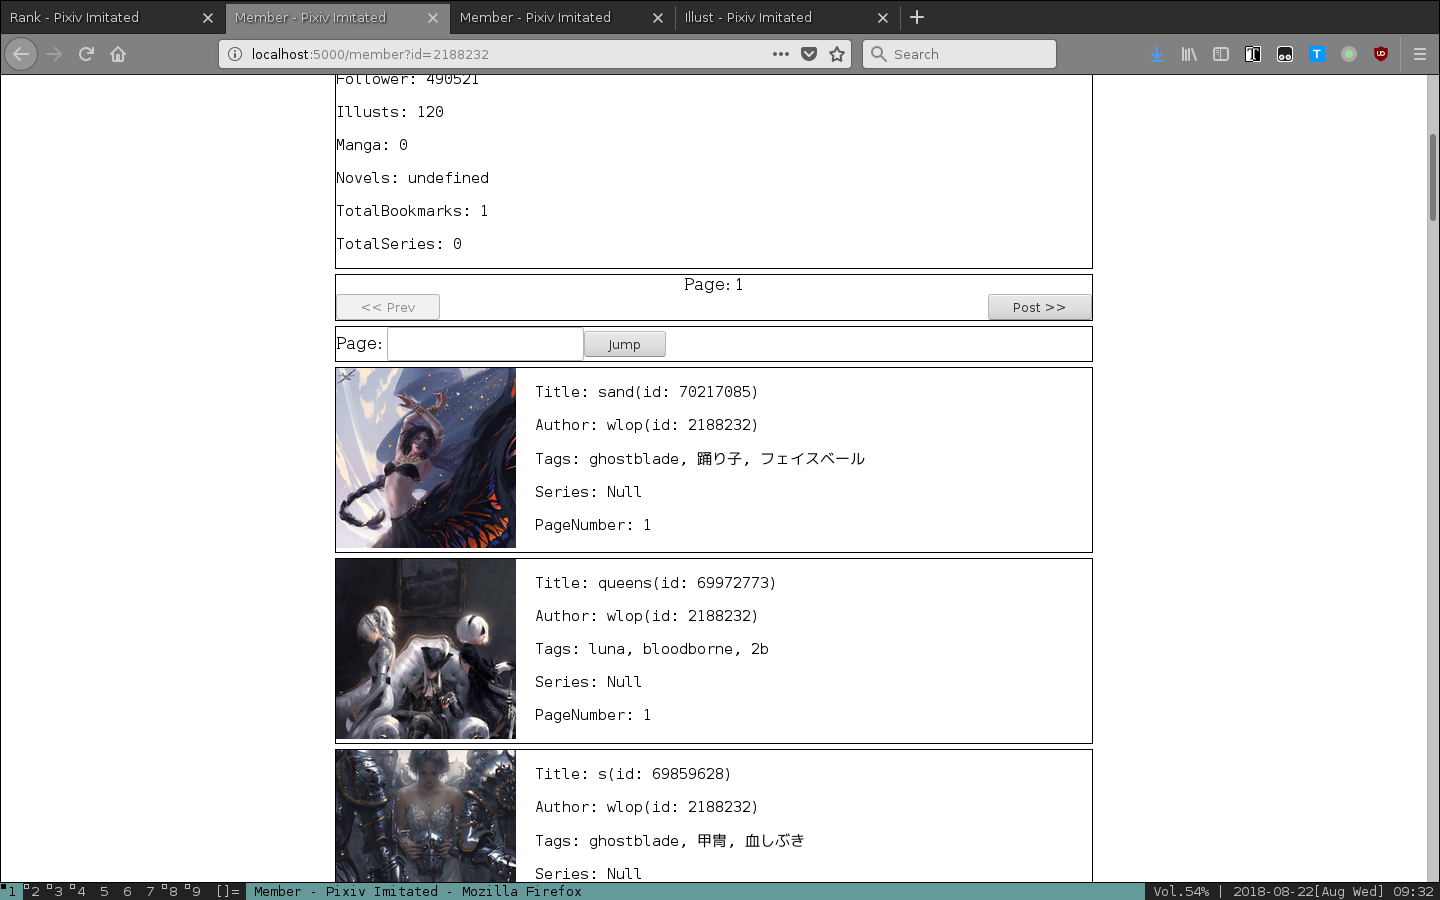 Rank - Pixiv Imitated
Member - Pixiv Imitated
Member - Pixiv Imitated
Illust - Pixiv Imitated
localhost:5000/member?id=2188232
Search
Follower: 490521
Illusts: 120
Manga: 0
Novels: undefined
TotalBookmarks: 1
TotalSeries: 0
Page: 1
<< Prev
Post >>
Page:
Jump
Title: sand(id: 70217085)
Author: wlop(id: 2188232)
Tags: ghostblade, 踊り子, フェイスベール
Series: Null
PageNumber: 1
Title: queens(id: 69972773)
Author: wlop(id: 2188232)
Tags: luna, bloodborne, 2b
Series: Null
PageNumber: 1
Title: s(id: 69859628)
Author: wlop(id: 2188232)
Tags: ghostblade, 甲冑, 血しぶき
Series: Null
1 2 3 4 5 6 7 8 9 []= Member - Pixiv Imitated - Mozilla Firefox Vol.54% | 2018-08-22[Aug Wed] 09:32